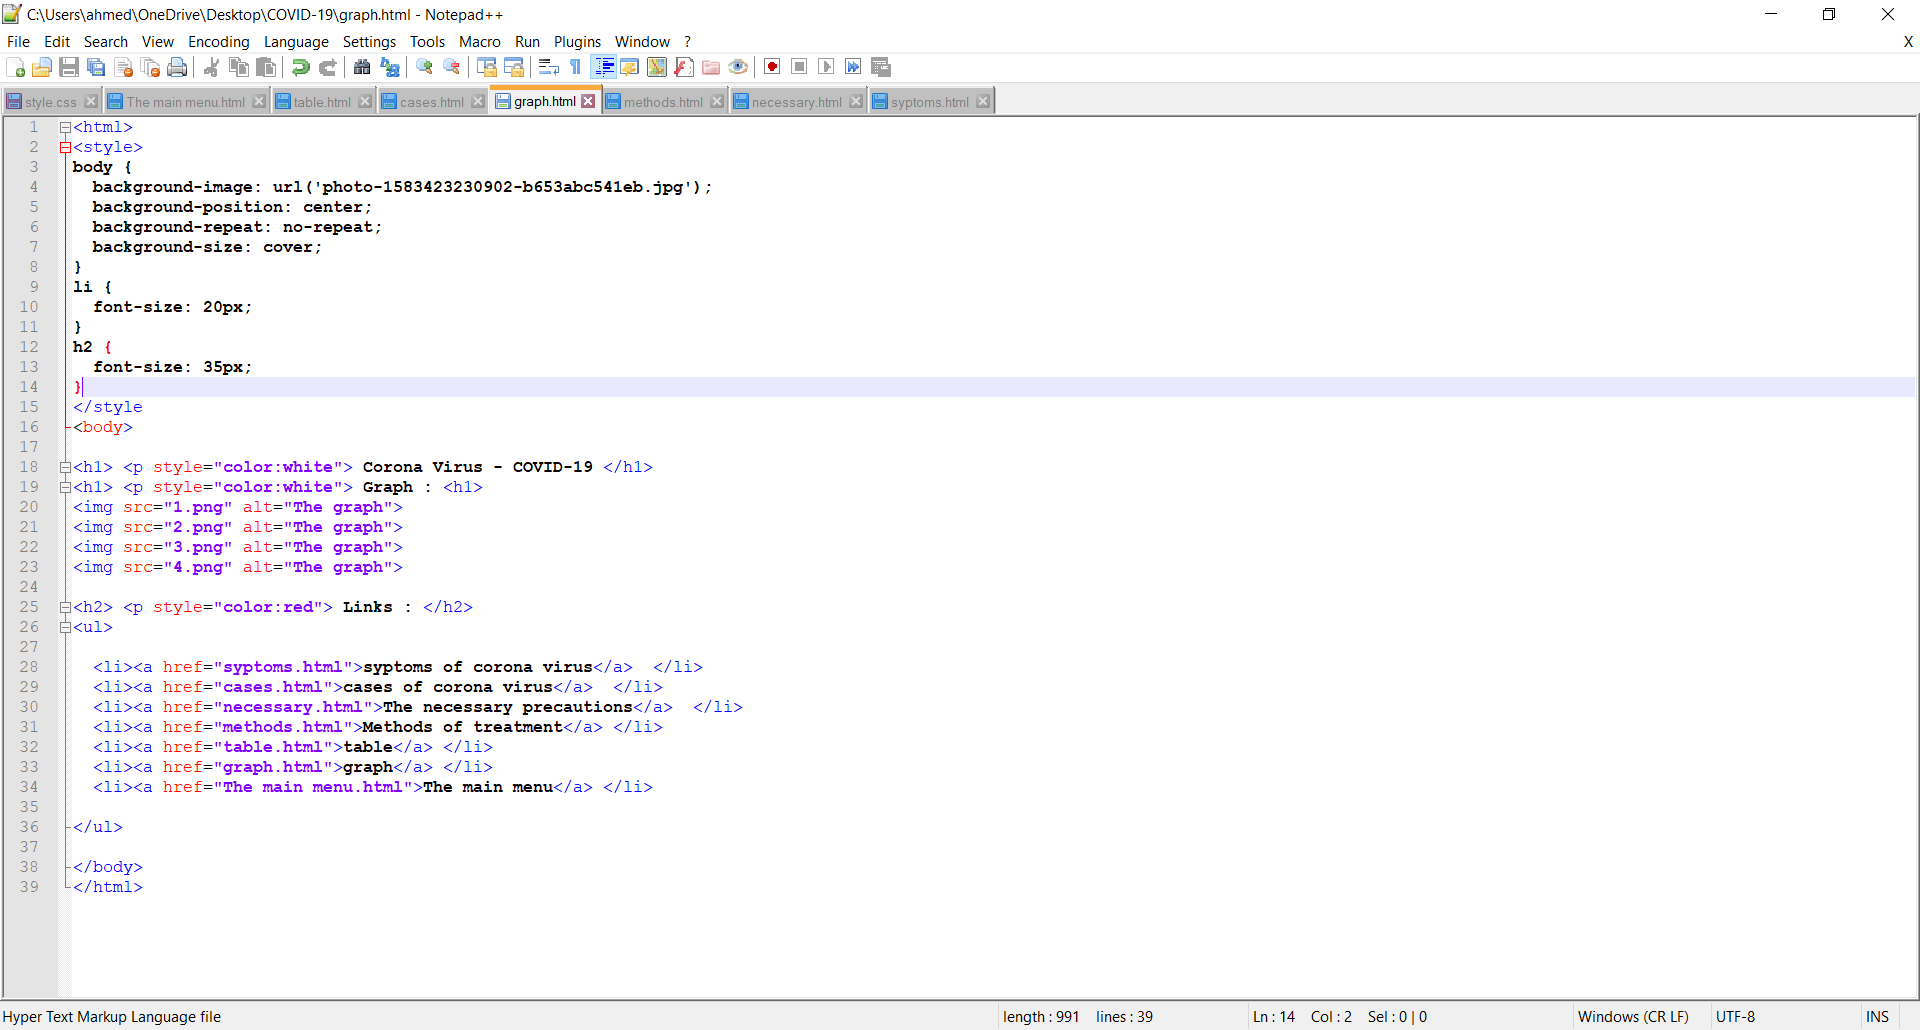 C:\Users\ahmed\OneDrive\Desktop\COVID-19\graph.html - Notepad++
File Edit Search View Encoding Language Settings Tools Macro Run Plugins Window ? X
style.css The main menu.html table.html cases.html graph.html methods.html necessary.html syptoms.html
1 <html>
2 <style>
3 body {
4 background-image: url('photo-1583423230902-b653abc541eb.jpg');
5 background-position: center;
6 background-repeat: no-repeat;
7 background-size: cover;
8 }
9 li {
10 font-size: 20px;
11 }
12 h2 {
13 font-size: 35px;
14 }
15 </style
16 <body>
17
18 <h1> <p style="color:white"> Corona Virus - COVID-19 </h1>
19 <h1> <p style="color:white"> Graph : <h1>
20 <img src="1.png" alt="The graph">
21 <img src="2.png" alt="The graph">
22 <img src="3.png" alt="The graph">
23 <img src="4.png" alt="The graph">
24
25 <h2> <p style="color:red"> Links : </h2>
26 <ul>
27
28 <li><a href="syptoms.html">syptoms of corona virus</a>  </li>
29 <li><a href="cases.html">cases of corona virus</a>  </li>
30 <li><a href="necessary.html">The necessary precautions</a>  </li>
31 <li><a href="methods.html">Methods of treatment</a> </li>
32 <li><a href="table.html">table</a> </li>
33 <li><a href="graph.html">graph</a> </li>
34 <li><a href="The main menu.html">The main menu</a> </li>
35
36 </ul>
37
38 </body>
39 </html>
Hyper Text Markup Language file length : 991 lines : 39 Ln : 14 Col : 2 Sel : 0 | 0 Windows (CR LF) UTF-8 INS